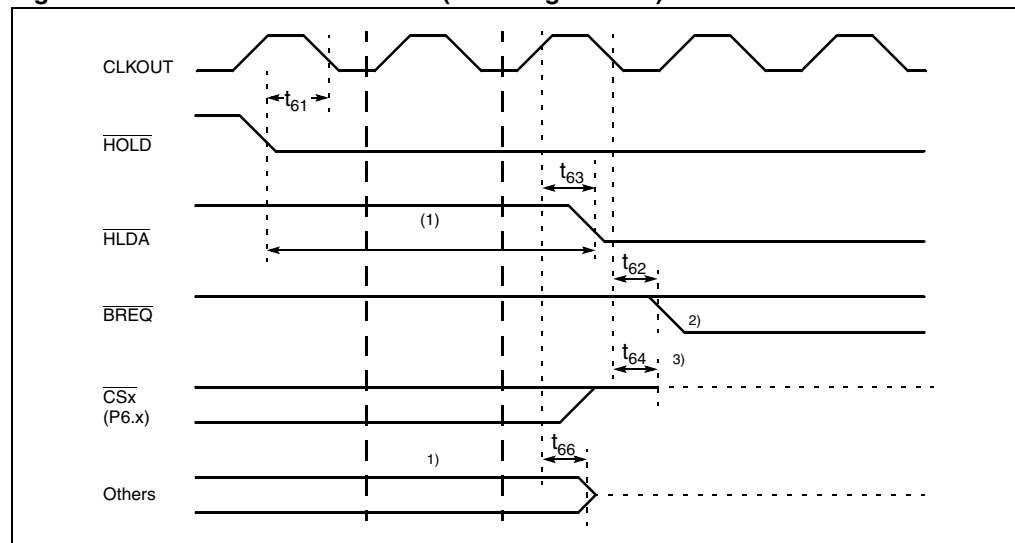 CLKOUT
t61
HOLD
t63
(1)
HLDA
t62
BREQ
2)
t64
3)
CSx
(P6.x)
t66
1)
Others